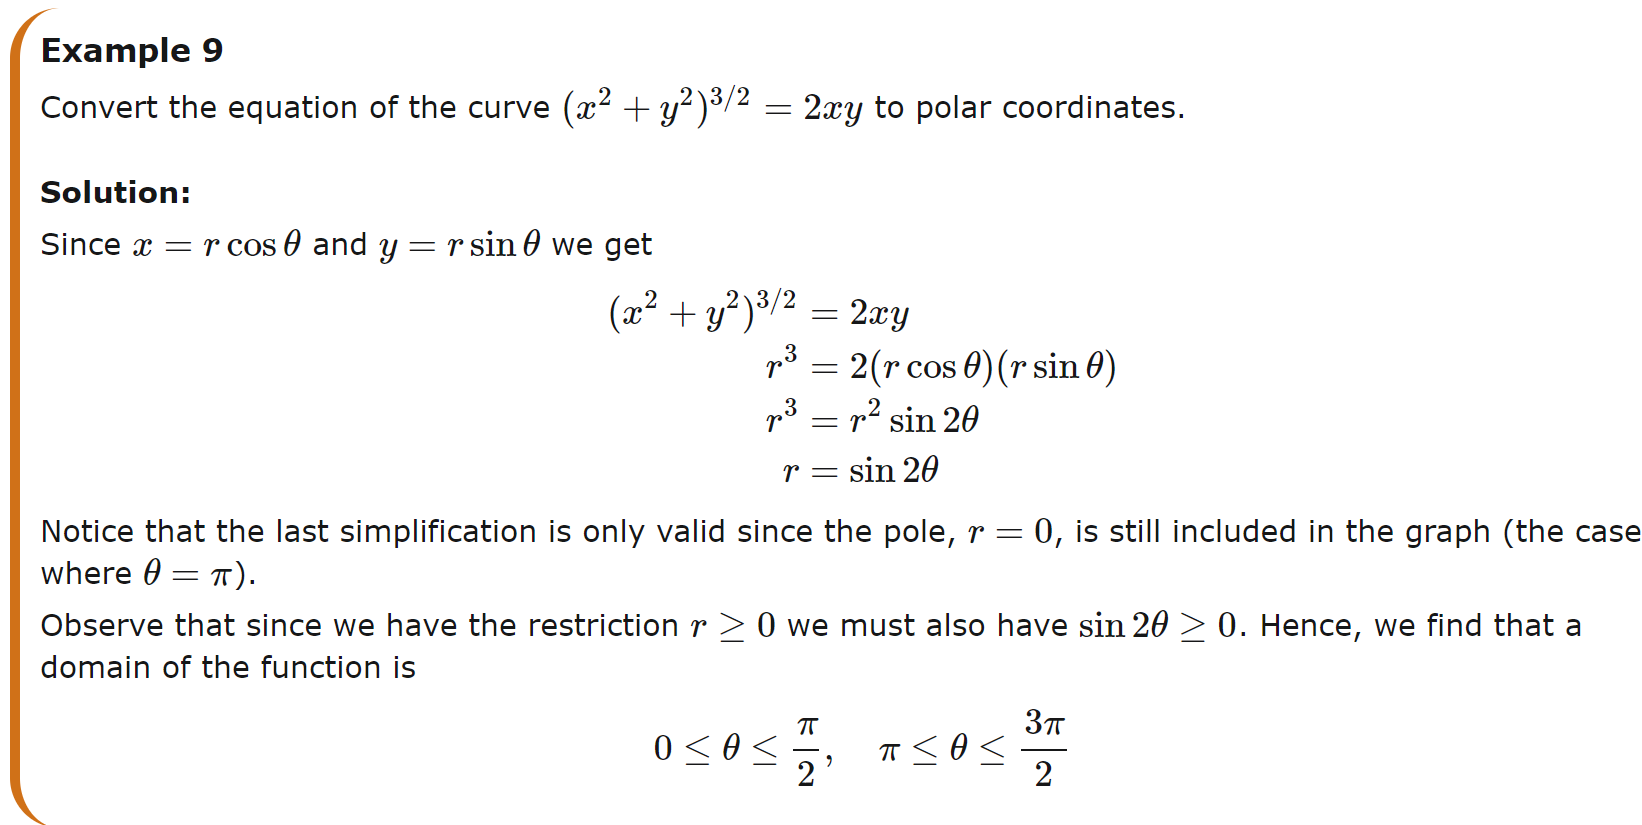 Example 9
Convert the equation of the curve $(x^2 + y^2)^{3/2} = 2xy$ to polar coordinates.
Solution:
Since $x = r \cos \theta$ and $y = r \sin \theta$ we get
$(x^2 + y^2)^{3/2} = 2xy$
$r^3 = 2(r \cos \theta)(r \sin \theta)$
$r^3 = r^2 \sin 2\theta$
$r = \sin 2\theta$
Notice that the last simplification is only valid since the pole, $r = 0$, is still included in the graph (the case
where $\theta = \pi$).
Observe that since we have the restriction $r \geq 0$ we must also have $\sin 2\theta \geq 0$. Hence, we find that a
domain of the function is
$0 \leq \theta \leq \frac{\pi}{2}, \quad \pi \leq \theta \leq \frac{3\pi}{2}$